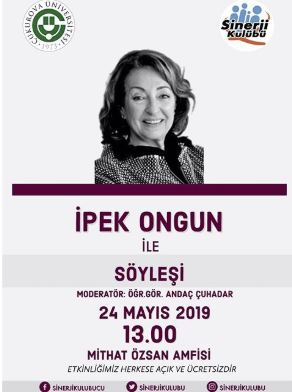 ÇUKUROVA ÜNİVERSİTESİ
1973
Sinerji
Kulübü
İPEK ONGUN
İLE
SÖYLEŞİ
MODERATÖR: ÖĞR.GÖR. ANDAÇ ÇUHADAR
24 MAYIS 2019
13.00
MİTHAT ÖZSAN AMFİSİ
ETKİNLİĞİMİZ HERKESE AÇIK VE ÜCRETSİZDİR
SİNERJİKULUBUCU
SİNERJİKULUBU
SİNERJİKULUBU